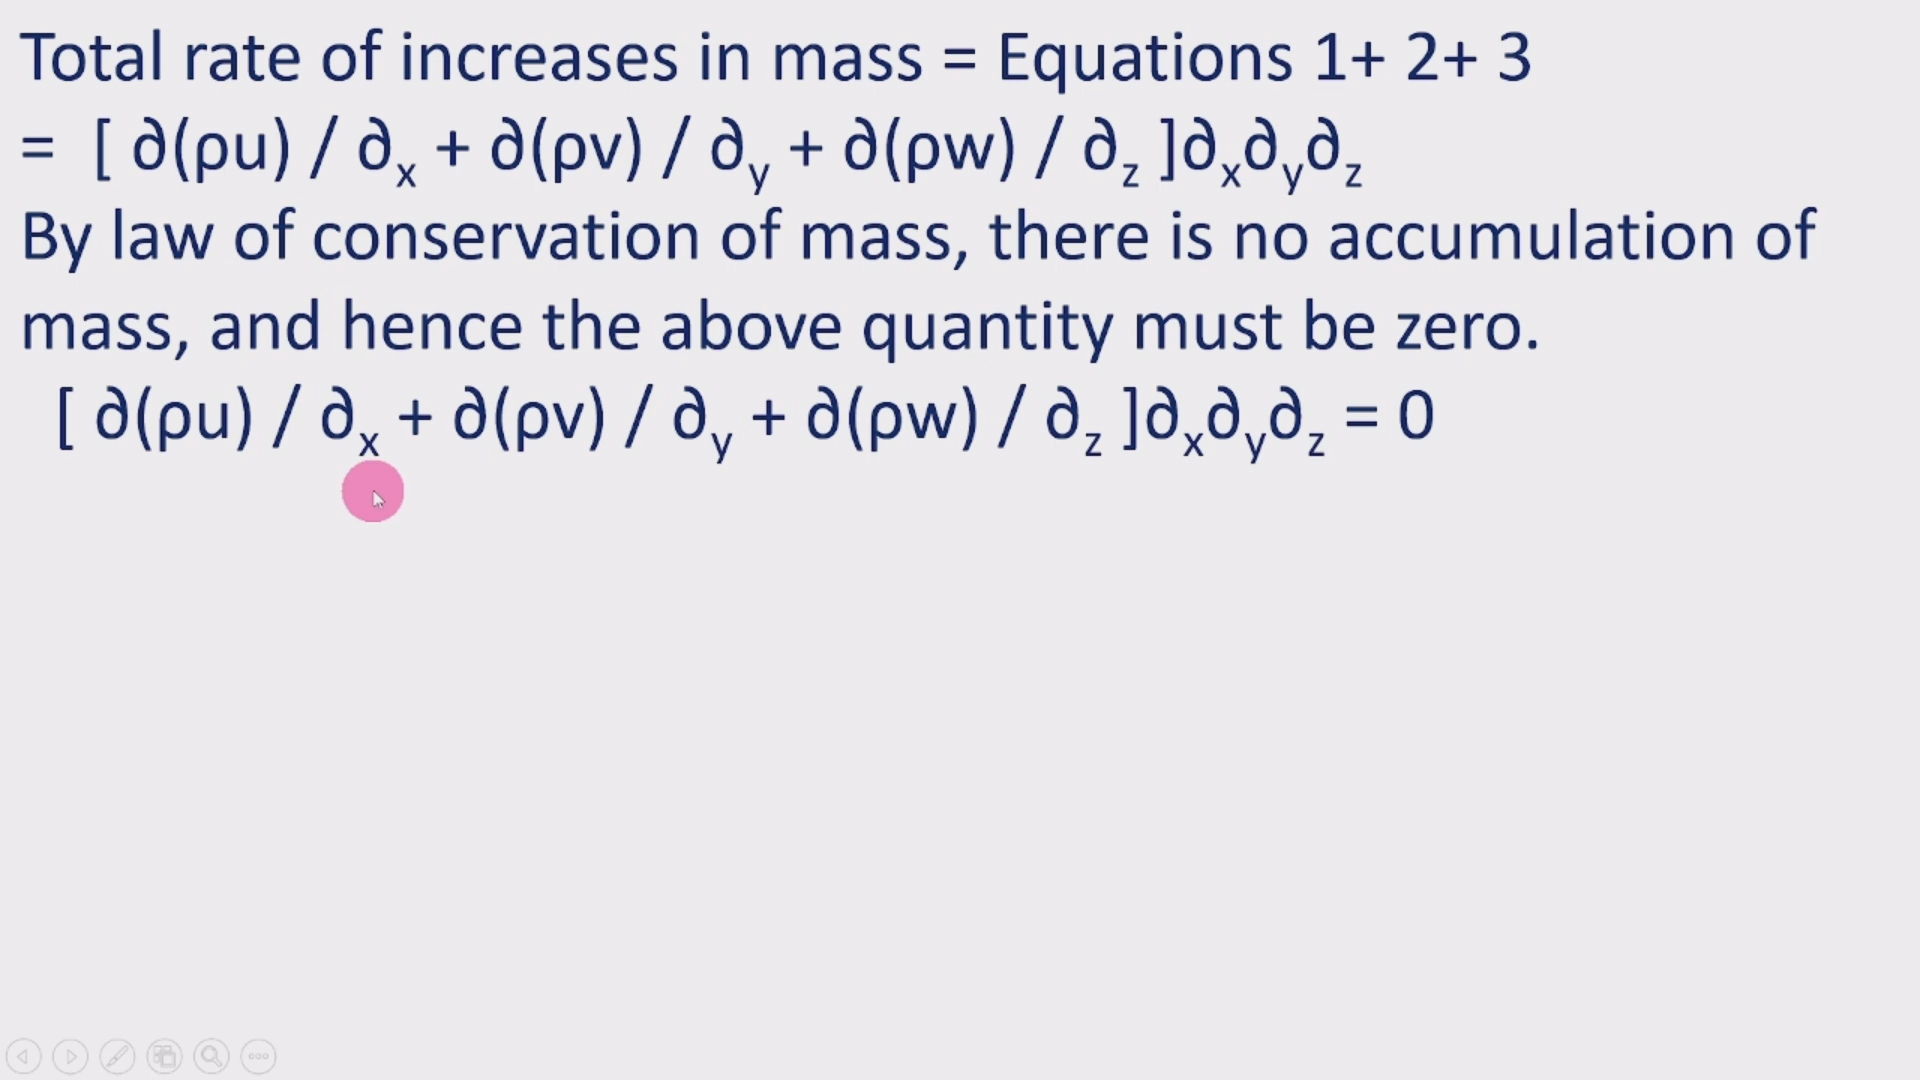 Total rate of increases in mass = Equations 1+ 2+ 3
= [ ∂(ρu) / ∂ₓ + ∂(ρv) / ∂y + ∂(ρw) / ∂z ]∂ₓ∂y∂z
By law of conservation of mass, there is no accumulation of
mass, and hence the above quantity must be zero.
[ ∂(ρu) / ∂ₓ + ∂(ρv) / ∂y + ∂(ρw) / ∂z ]∂ₓ∂y∂z = 0